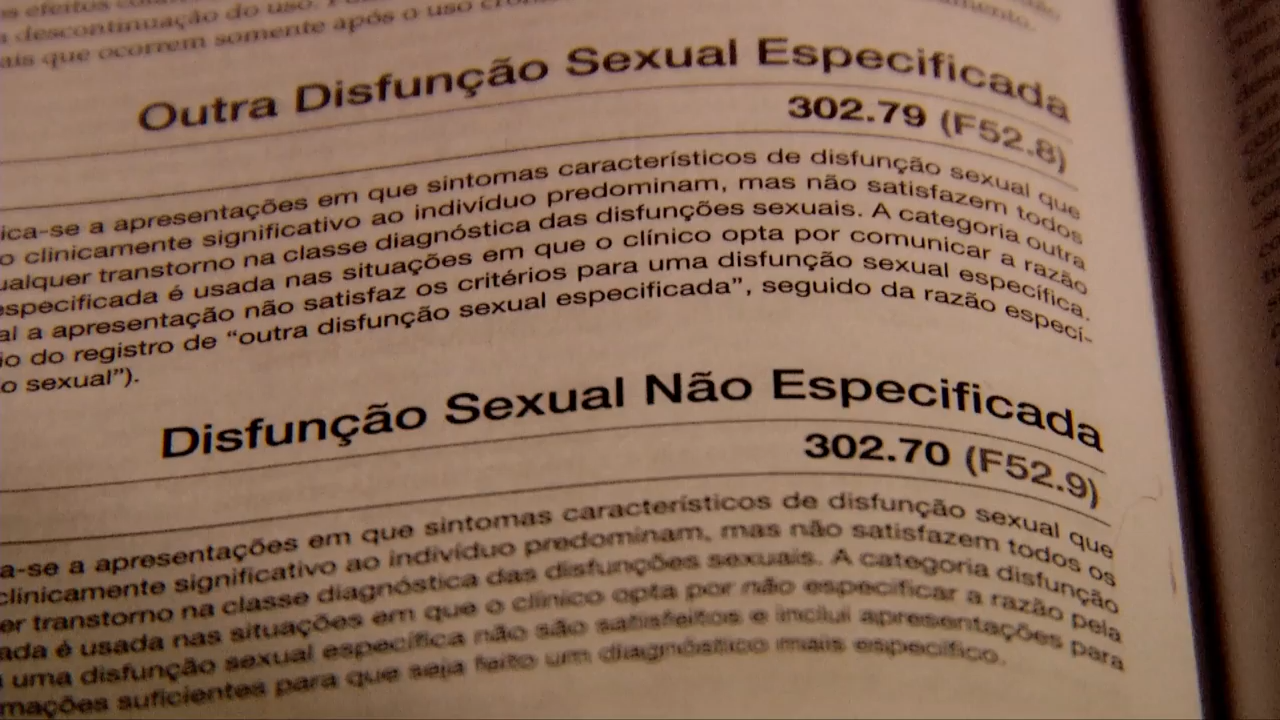 descontinuação do uso.
ais que ocorrem somente após o uso
Outra Disfunção Sexual Especificada
302.79 (F52.8)
ica-se a apresentações em que sintomas característicos de disfunção sexual que
o clinicamente significativo ao indivíduo predominam, mas não satisfazem todos
ualquer transtorno na classe diagnóstica das disfunções sexuais. A categoria outra
especificada é usada nas situações em que o clínico opta por comunicar a razão
al a apresentação não satisfaz os critérios para uma disfunção sexual específica.
io do registro de “outra disfunção sexual especificada”, seguido da razão especí-
o sexual”).
Disfunção Sexual Não Especificada
302.70 (F52.9)
a-se a apresentações em que sintomas característicos de disfunção sexual que
clinicamente significativo ao indivíduo predominam, mas não satisfazem todos os
er transtorno na classe diagnóstica das disfunções sexuais. A categoria disfunção
ada é usada nas situações em que o clínico opta por não especificar a razão pela
uma disfunção sexual específica não são satisfeitos e inclui apresentações para
mações suficientes para que seja feito um diagnóstico mais específico.